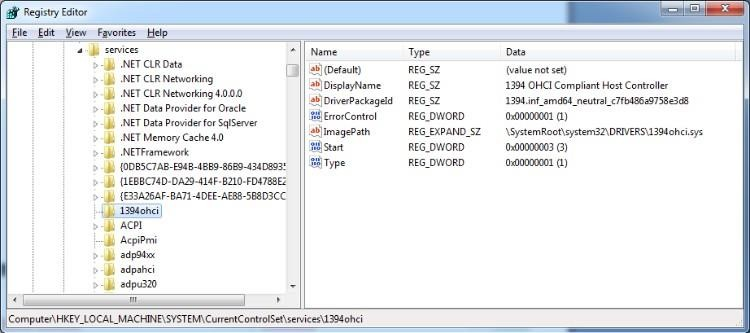 Registry Editor
File Edit View Favorites Help
services
.NET CLR Data
.NET CLR Networking
.NET CLR Networking 4.0.0.0
.NET Data Provider for Oracle
.NET Data Provider for SqlServer
.NET Memory Cache 4.0
.NETFramework
{0DB5C7AB-E94B-4BB9-86B9-434D8935
{1EBBC74D-DA29-414F-B210-FD4788E2
{E33A26AF-BA71-4DEE-AE88-5B8D3CC
1394ohci
ACPI
AcpiPmi
adp94xx
adpahci
adpu320
Name Type Data
(Default) REG_SZ (value not set)
DisplayName REG_SZ 1394 OHCI Compliant Host Controller
DriverPackageId REG_SZ 1394.inf_amd64_neutral_c7fb486a9758e3d8
ErrorControl REG_DWORD 0x00000001 (1)
ImagePath REG_EXPAND_SZ \SystemRoot\system32\DRIVERS\1394ohci.sys
Start REG_DWORD 0x00000003 (3)
Type REG_DWORD 0x00000001 (1)
Computer\HKEY_LOCAL_MACHINE\SYSTEM\CurrentControlSet\services\1394ohci